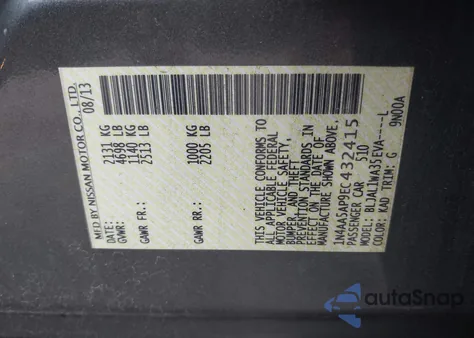 MFD BY NISSAN MOTOR CO., LTD.
08/13
GVWR: 2131 KG
4698 LB
GAWR FR: 1140 KG
2513 LB
GAWR RR: 1000 KG
2205 LB
THIS VEHICLE CONFORMS TO
ALL APPLICABLE FEDERAL
MOTOR VEHICLE SAFETY,
BUMPER, AND THEFT
PREVENTION STANDARDS IN
EFFECT ON THE DATE OF
MANUFACTURE SHOWN ABOVE.
1N4AA5AP9EC432415
PASSENGER CAR 510
MODEL: BLJALIWA35EVA----L
COLOR: KAD TRIM: G 9N00A
autoSnap